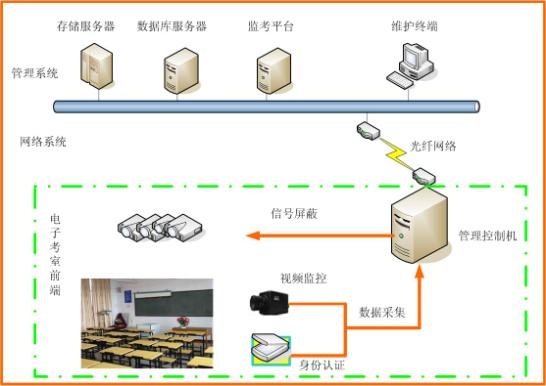 存储服务器
数据库服务器
监考平台
维护终端
管理系统
网络系统
光纤网络
电子考室前端
信号屏蔽
管理控制机
视频监控
数据采集
身份认证